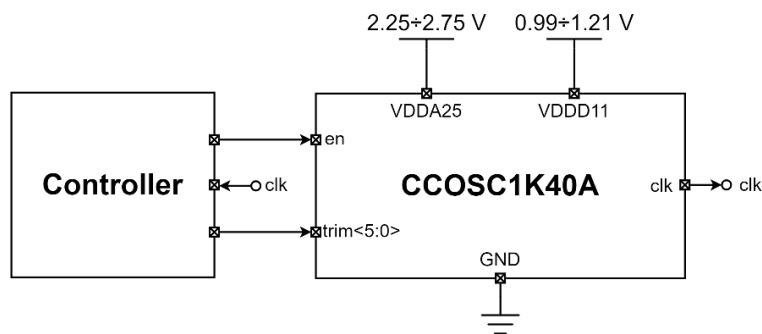 2.25÷2.75 V
0.99÷1.21 V
VDDA25
VDDD11
en
Controller
clk
CCOSC1K40A
clk
clk
trim<5:0>
GND